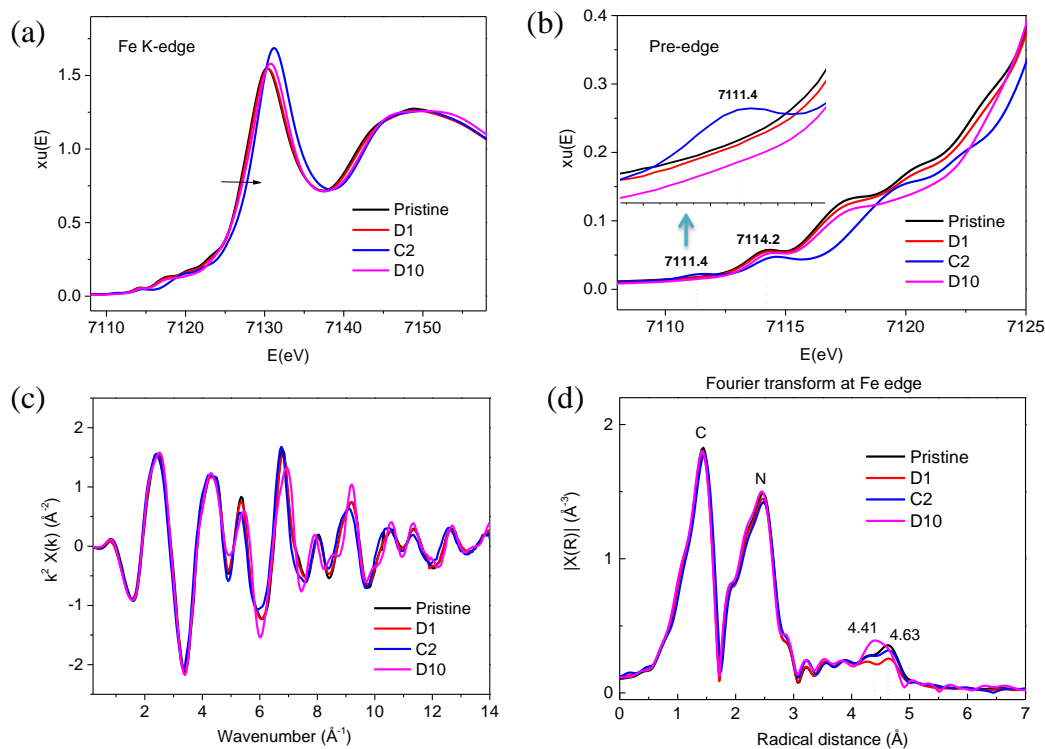 (a)
Fe K-edge
xu(E)
1.5
1.0
0.5
0.0
Pristine
D1
C2
D10
7110
7120
7130
7140
7150
E(eV)
(b)
Pre-edge
xu(E)
0.4
0.3
0.2
0.1
0.0
7111.4
7111.4
7114.2
Pristine
D1
C2
D10
7110
7115
7120
7125
E(eV)
(c)
k² X(k) (Å⁻²)
2
1
0
-1
-2
Pristine
D1
C2
D10
2
4
6
8
10
12
14
Wavenumber (Å⁻¹)
Fourier transform at Fe edge
(d)
|X(R)| (Å⁻³)
2
1
0
C
N
Pristine
D1
C2
D10
4.41
4.63
0
1
2
3
4
5
6
7
Radical distance (Å)